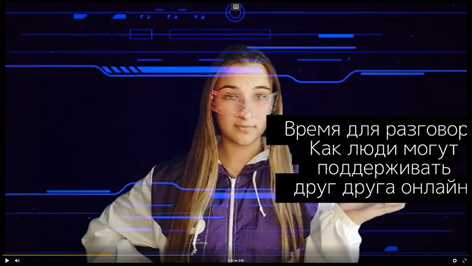 Время для разговор
Как люди могут
поддерживать
друг друга онлайн